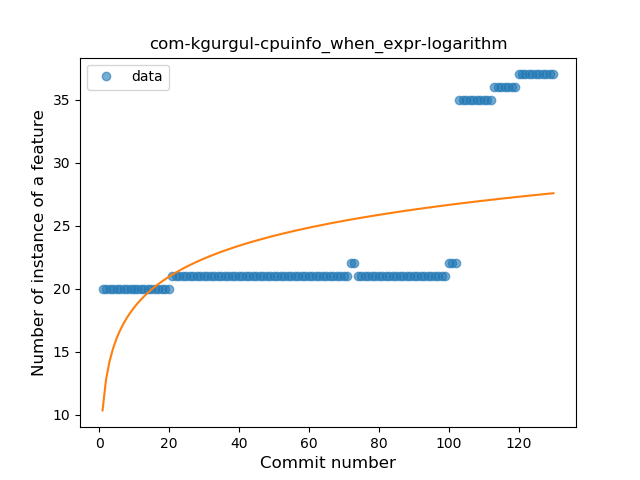 com-kgurgul-cpuinfo_when_expr-logarithm
data
Number of instance of a feature
35
30
25
20
15
10
0 20 40 60 80 100 120
Commit number